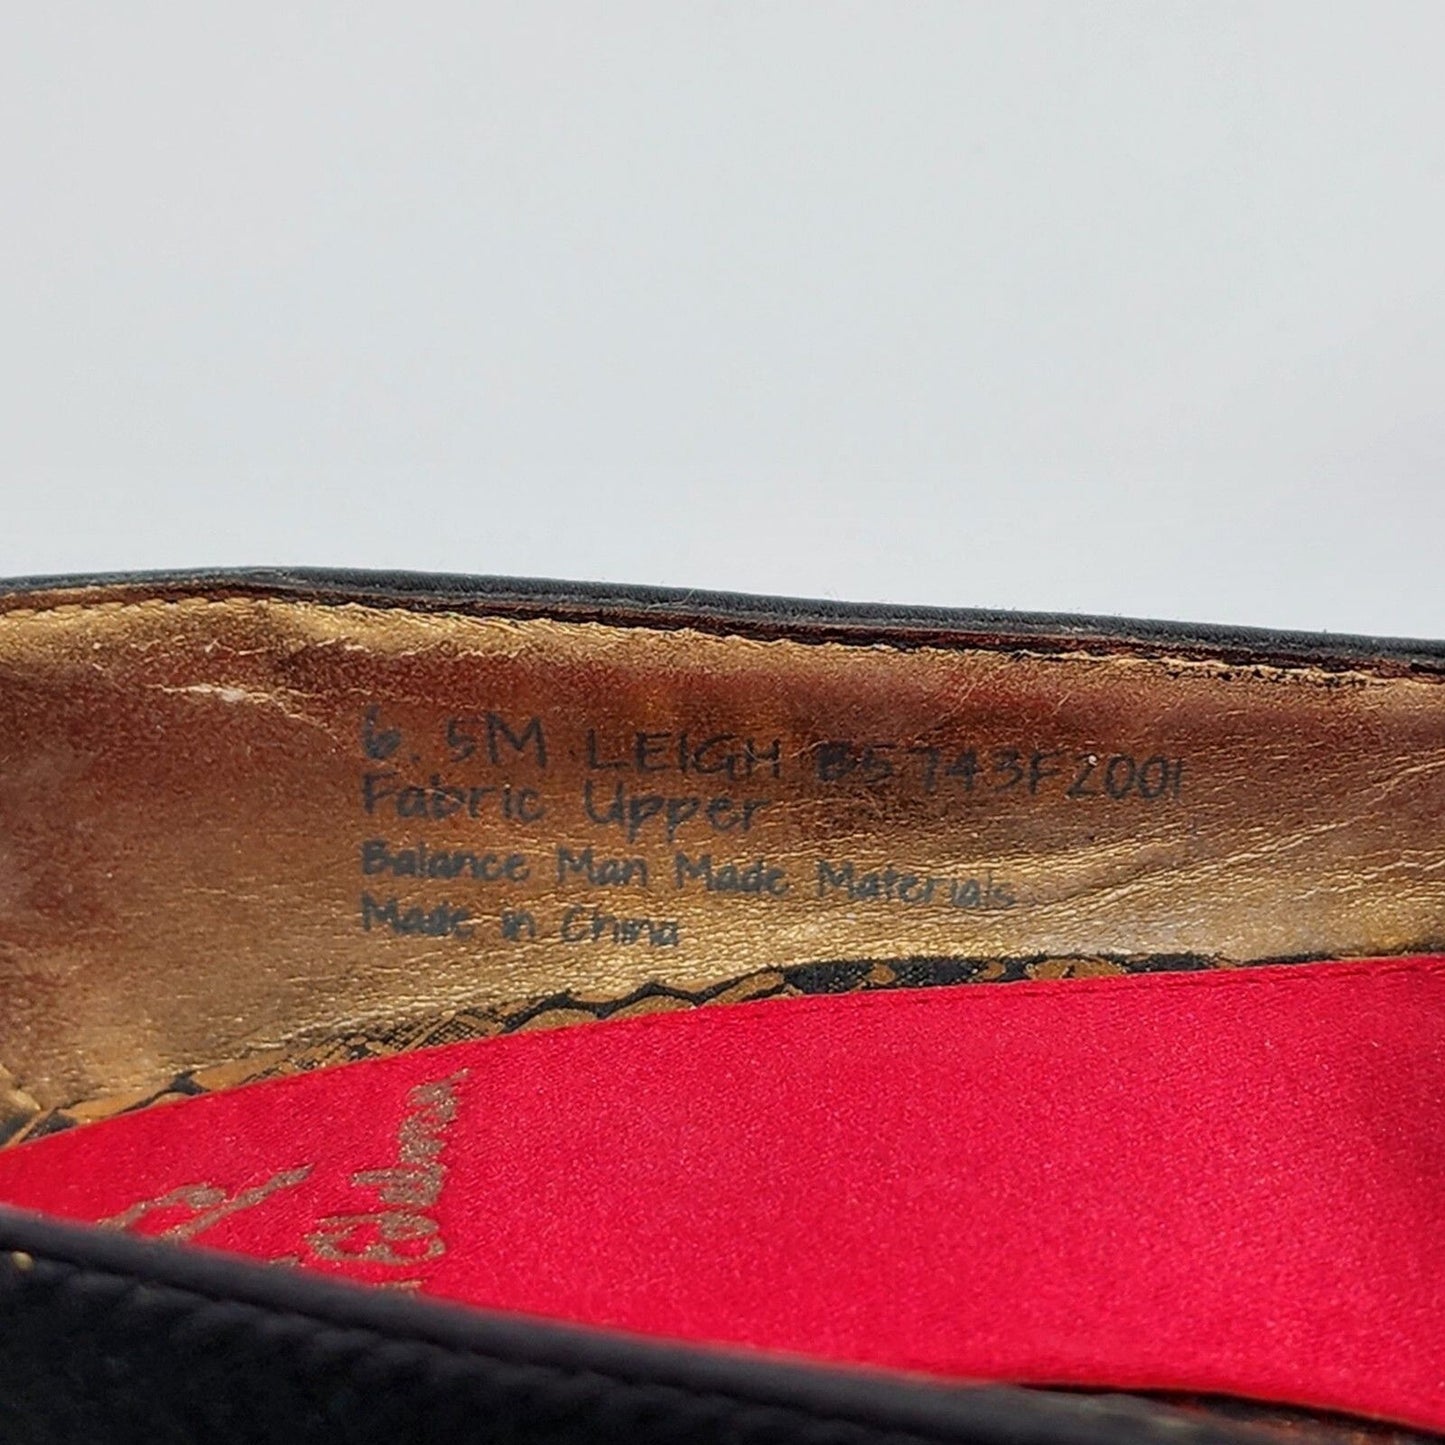 6.5M LEIGH B5743F2001
Fabric Upper
Balance Man Made Materials
Made in China